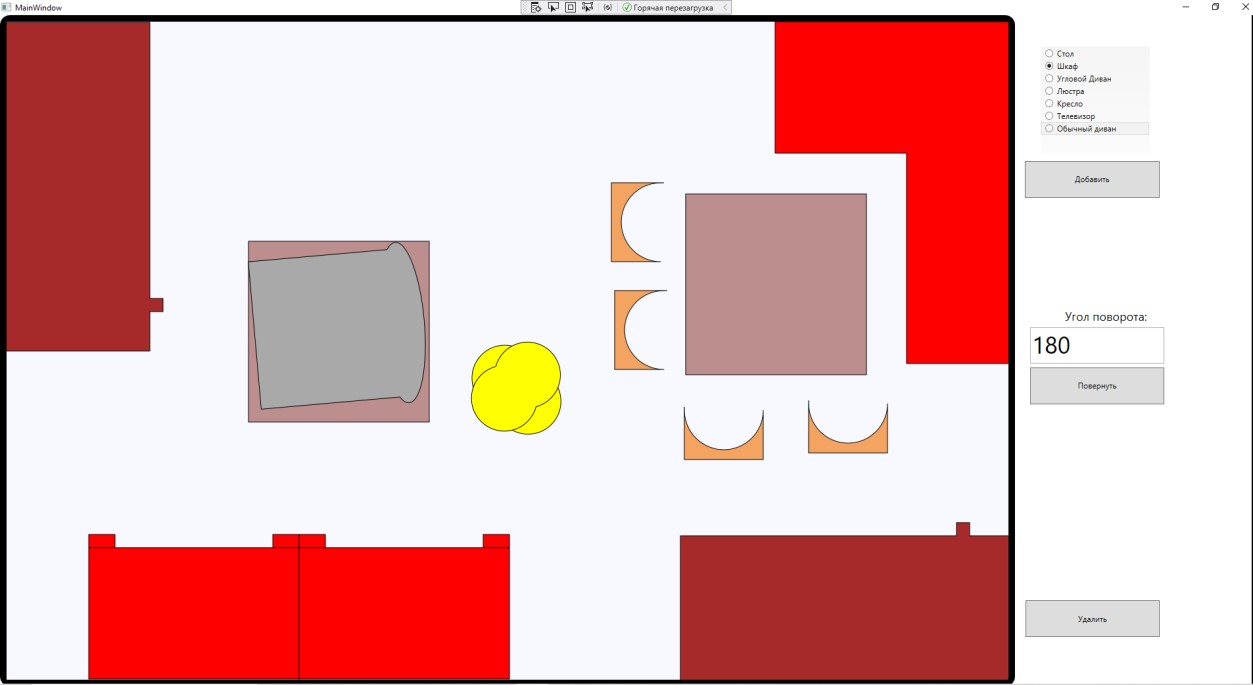 MainWindow
Горячая перезагрузка
Стол
Шкаф
Угловой Диван
Люстра
Кресло
Телевизор
Обычный диван
Добавить
Угол поворота:
180
Повернуть
Удалить